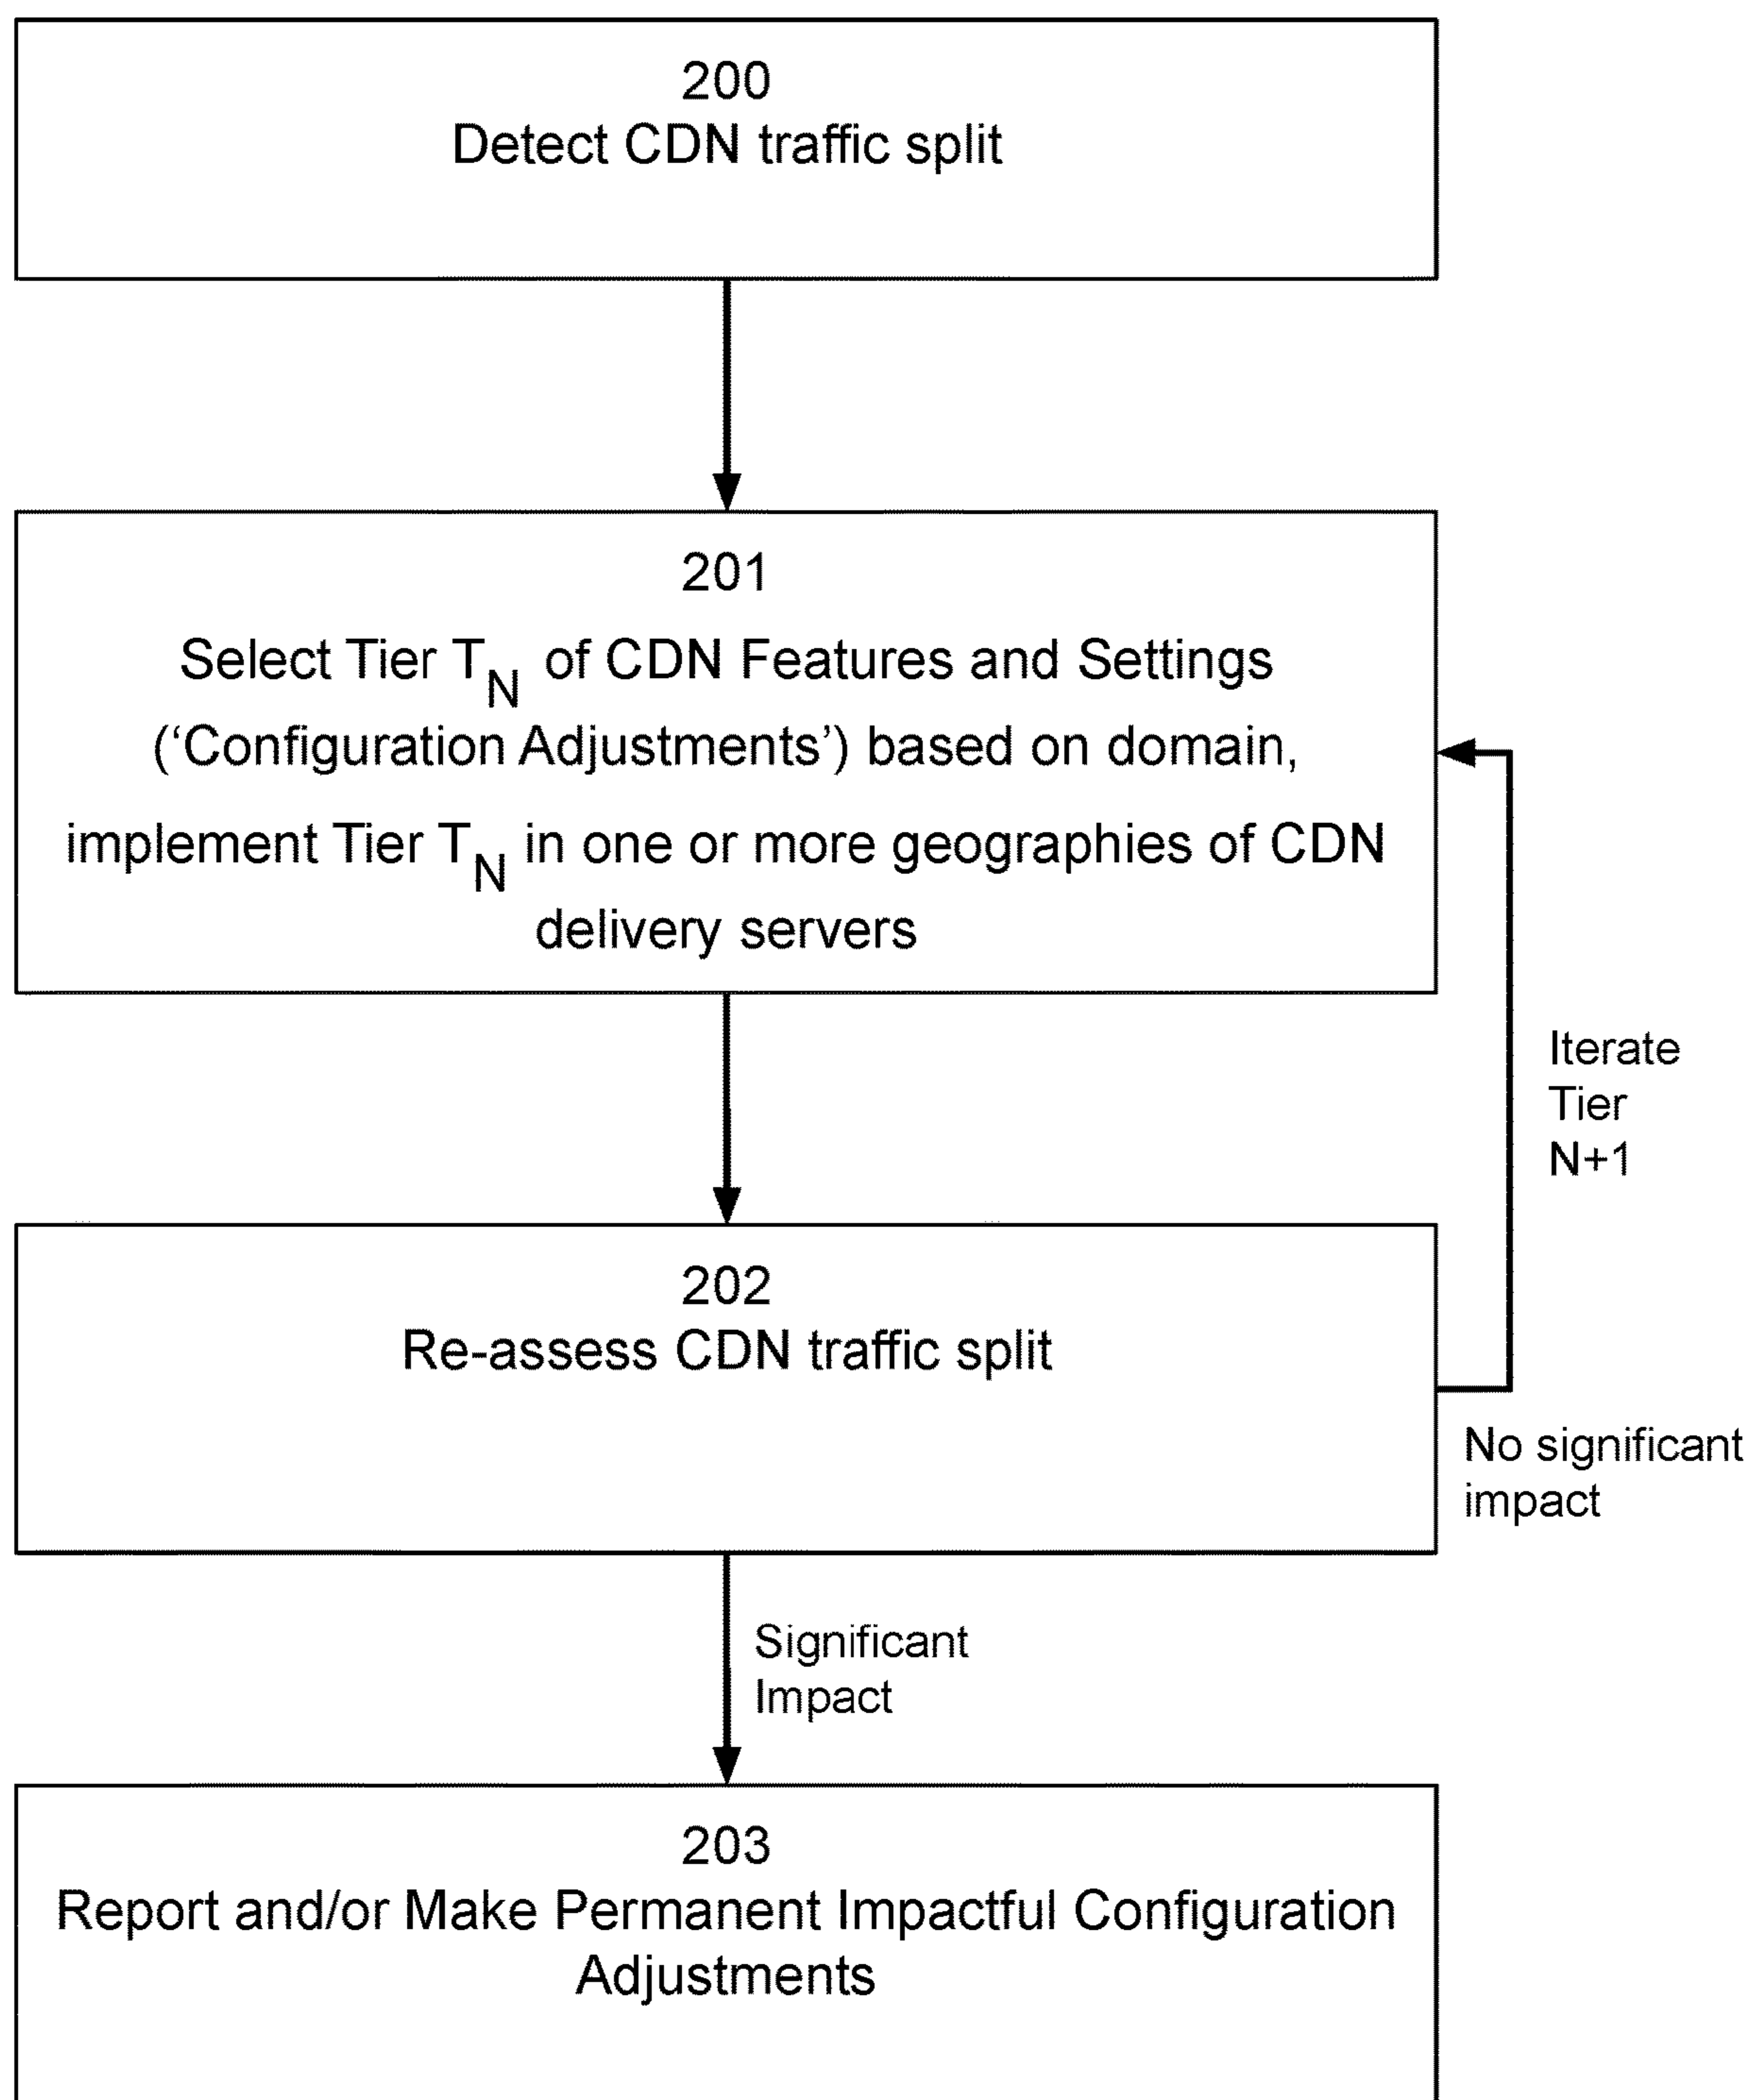 200
Detect CDN traffic split
201
Select Tier T_N of CDN Features and Settings
(‘Configuration Adjustments’) based on domain,
implement Tier T_N in one or more geographies of CDN
delivery servers
Iterate
Tier
N+1
202
Re-assess CDN traffic split
No significant
impact
Significant
Impact
203
Report and/or Make Permanent Impactful Configuration
Adjustments